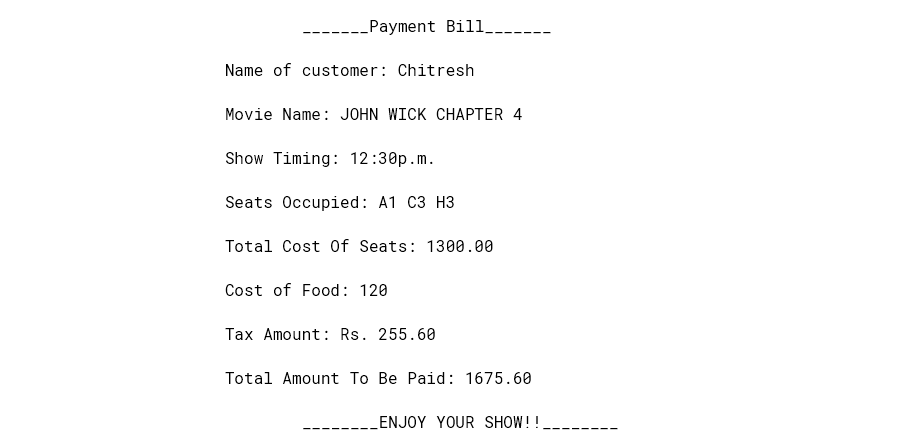 _______Payment Bill_______
Name of customer: Chitresh
Movie Name: JOHN WICK CHAPTER 4
Show Timing: 12:30p.m.
Seats Occupied: A1 C3 H3
Total Cost Of Seats: 1300.00
Cost of Food: 120
Tax Amount: Rs. 255.60
Total Amount To Be Paid: 1675.60
________ENJOY YOUR SHOW!!________